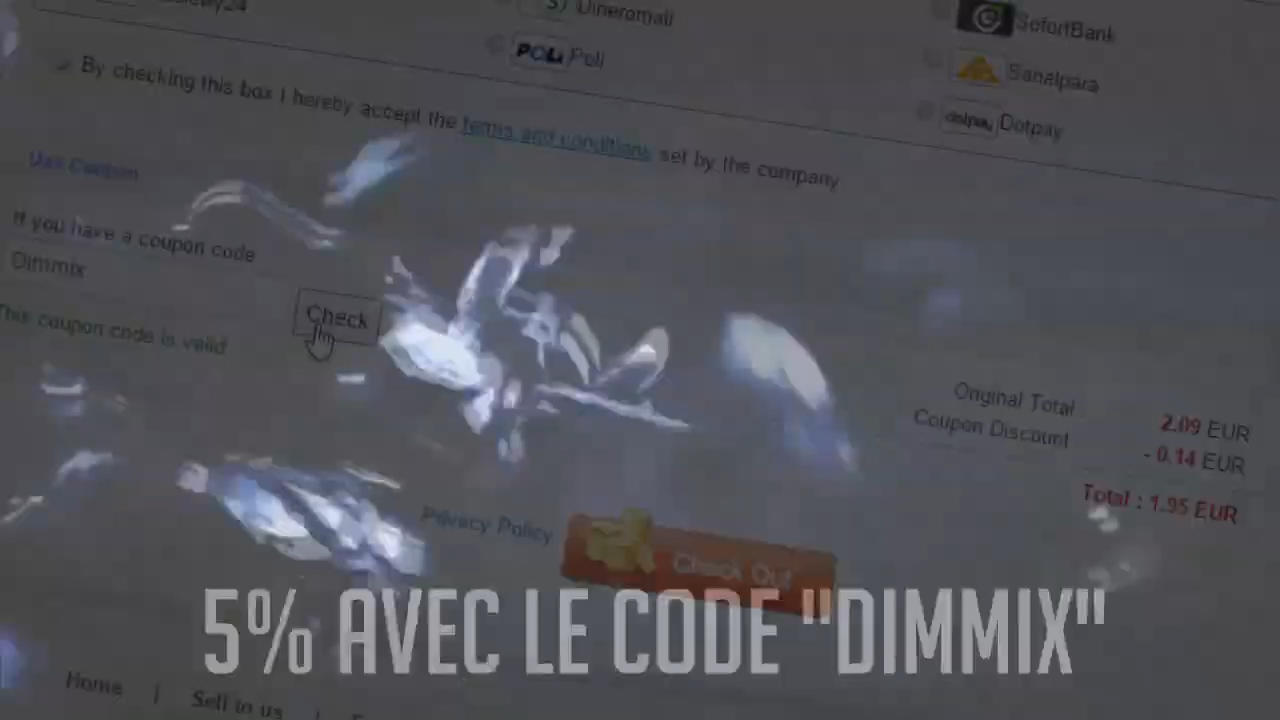 Dineromail
SofortBank
POLi Poli
Sanalpara
dotpay Dotpay
By checking this box I hereby accept the terms and conditions set by the company
Use Coupon
If you have a coupon code
Dimmix
Check
This coupon code is valid
Original Total 2.09 EUR
Coupon Discount - 0.14 EUR
Total : 1.95 EUR
Privacy Policy
Check Out
5% AVEC LE CODE "DIMMIX"
Home | Sell to us |